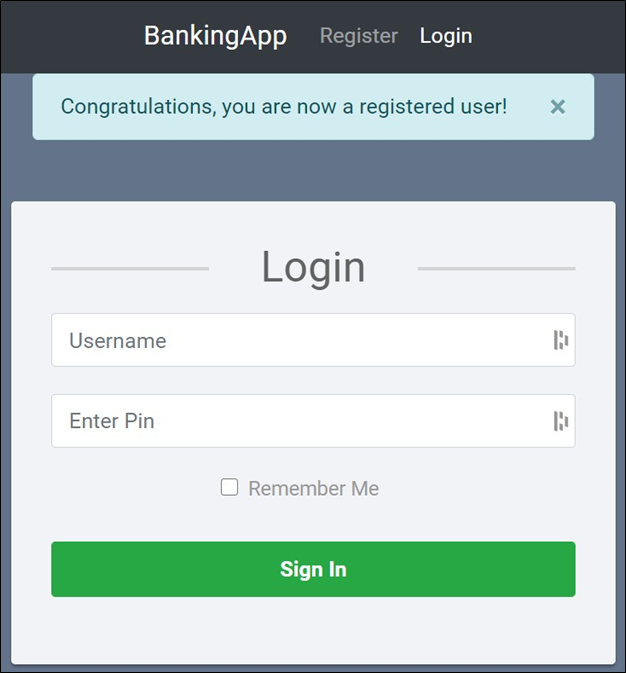 BankingApp Register Login
Congratulations, you are now a registered user! ×
Login
Username
Enter Pin
Remember Me
Sign In